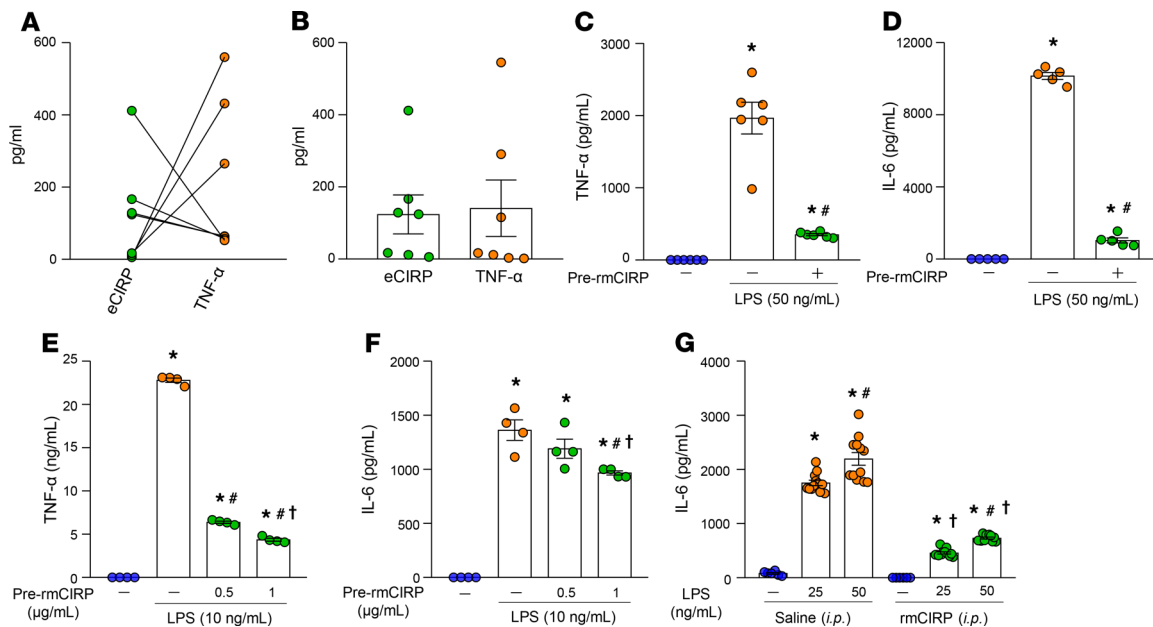 A
600
400
200
0
pg/ml
eCIRP
TNF-α
B
600
400
200
0
pg/ml
eCIRP
TNF-α
C
3000
2000
1000
0
TNF-α (pg/mL)
*
* #
Pre-rmCIRP – – +
LPS (50 ng/mL)
D
12000
8000
4000
0
IL-6 (pg/mL)
*
* #
Pre-rmCIRP – – +
LPS (50 ng/mL)
E
25
20
15
10
5
0
TNF-α (ng/mL)
*
* #
* # †
Pre-rmCIRP – – 0.5 1
(µg/mL) LPS (10 ng/mL)
F
2000
1500
1000
500
0
IL-6 (pg/mL)
*
*
* # †
Pre-rmCIRP – – 0.5 1
(µg/mL) LPS (10 ng/mL)
G
4000
3000
2000
1000
0
IL-6 (pg/mL)
*
* #
* †
* # †
LPS – 25 50 – 25 50
(ng/mL) Saline (i.p.) rmCIRP (i.p.)